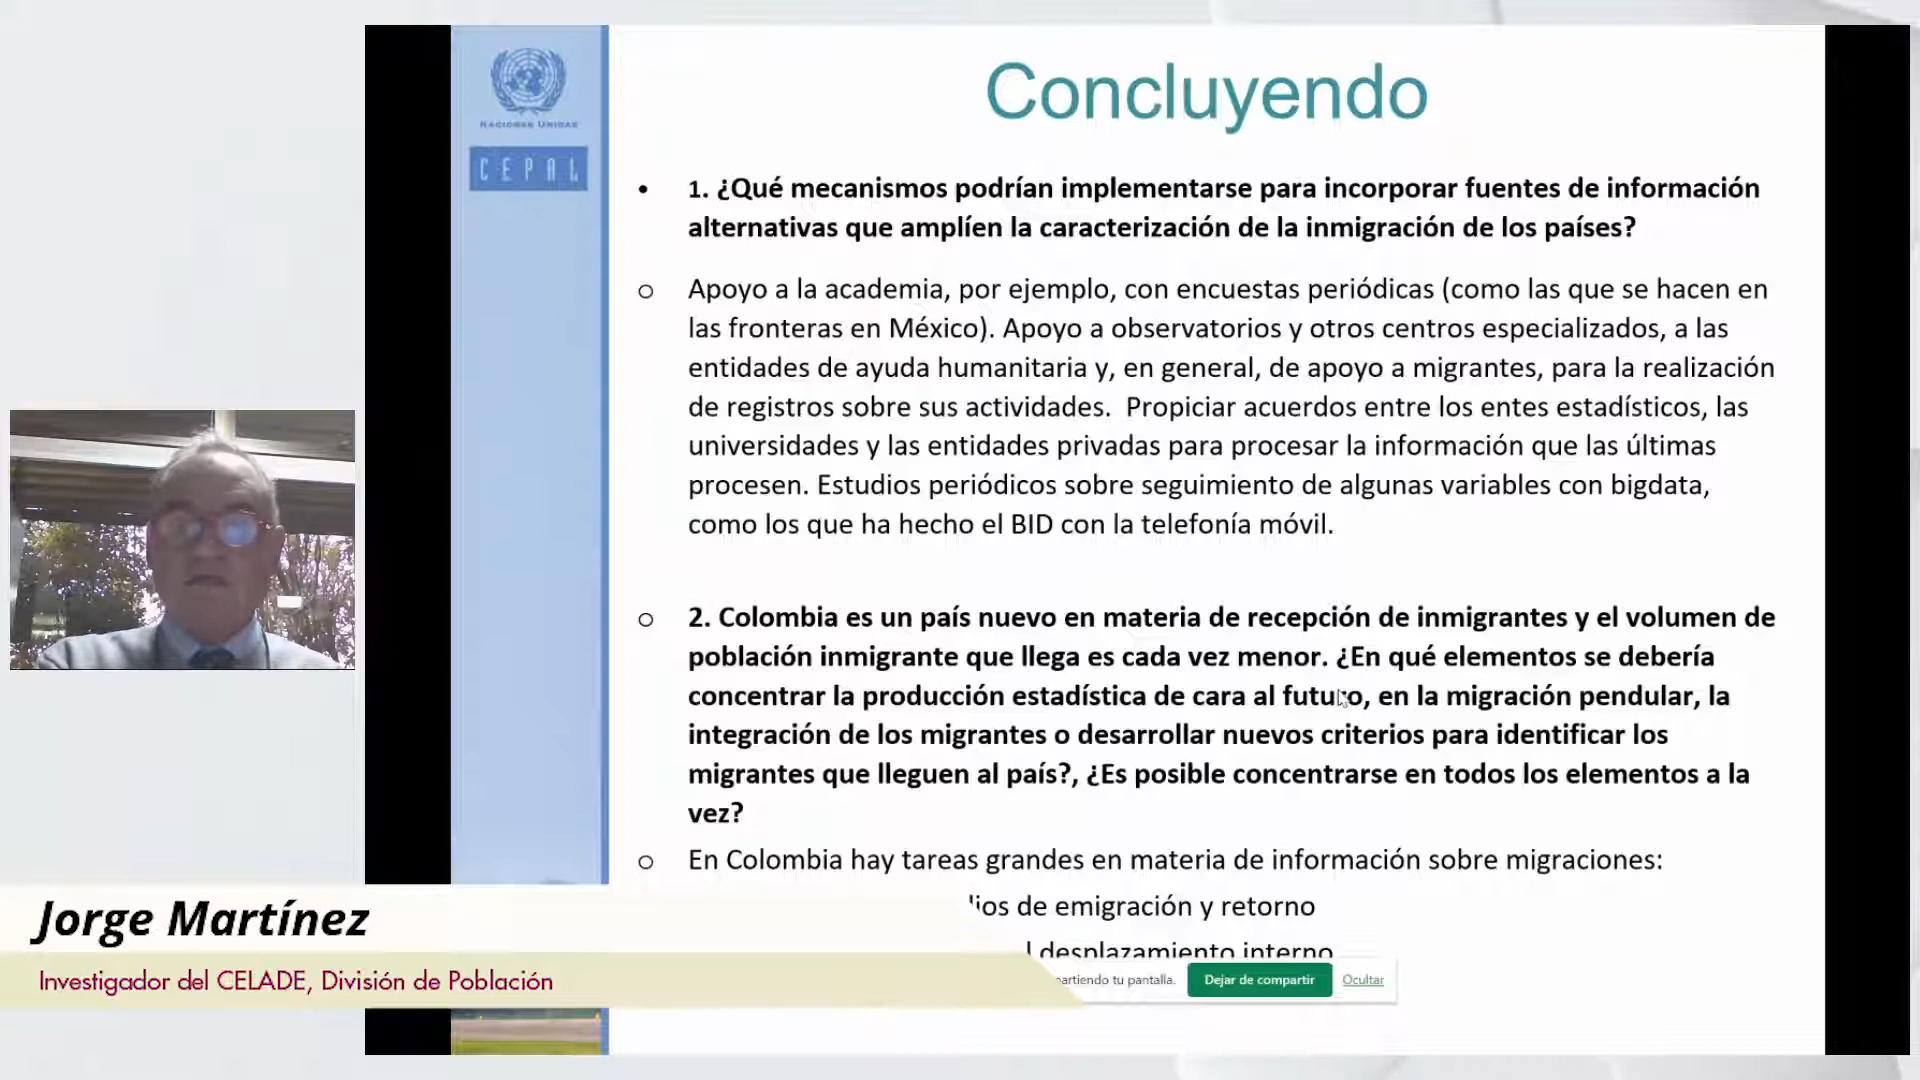 NACIONES UNIDAS
CEPAL
Concluyendo
• 1. ¿Qué mecanismos podrían implementarse para incorporar fuentes de información
alternativas que amplíen la caracterización de la inmigración de los países?
o Apoyo a la academia, por ejemplo, con encuestas periódicas (como las que se hacen en
las fronteras en México). Apoyo a observatorios y otros centros especializados, a las
entidades de ayuda humanitaria y, en general, de apoyo a migrantes, para la realización
de registros sobre sus actividades. Propiciar acuerdos entre los entes estadísticos, las
universidades y las entidades privadas para procesar la información que las últimas
procesen. Estudios periódicos sobre seguimiento de algunas variables con bigdata,
como los que ha hecho el BID con la telefonía móvil.
o 2. Colombia es un país nuevo en materia de recepción de inmigrantes y el volumen de
población inmigrante que llega es cada vez menor. ¿En qué elementos se debería
concentrar la producción estadística de cara al futuro, en la migración pendular, la
integración de los migrantes o desarrollar nuevos criterios para identificar los
migrantes que lleguen al país?, ¿Es posible concentrarse en todos los elementos a la
vez?
o En Colombia hay tareas grandes en materia de información sobre migraciones:
de emigración y retorno
desplazamiento interno
tu pantalla. Dejar de compartir Ocultar
Jorge Martínez
Investigador del CELADE, División de Población